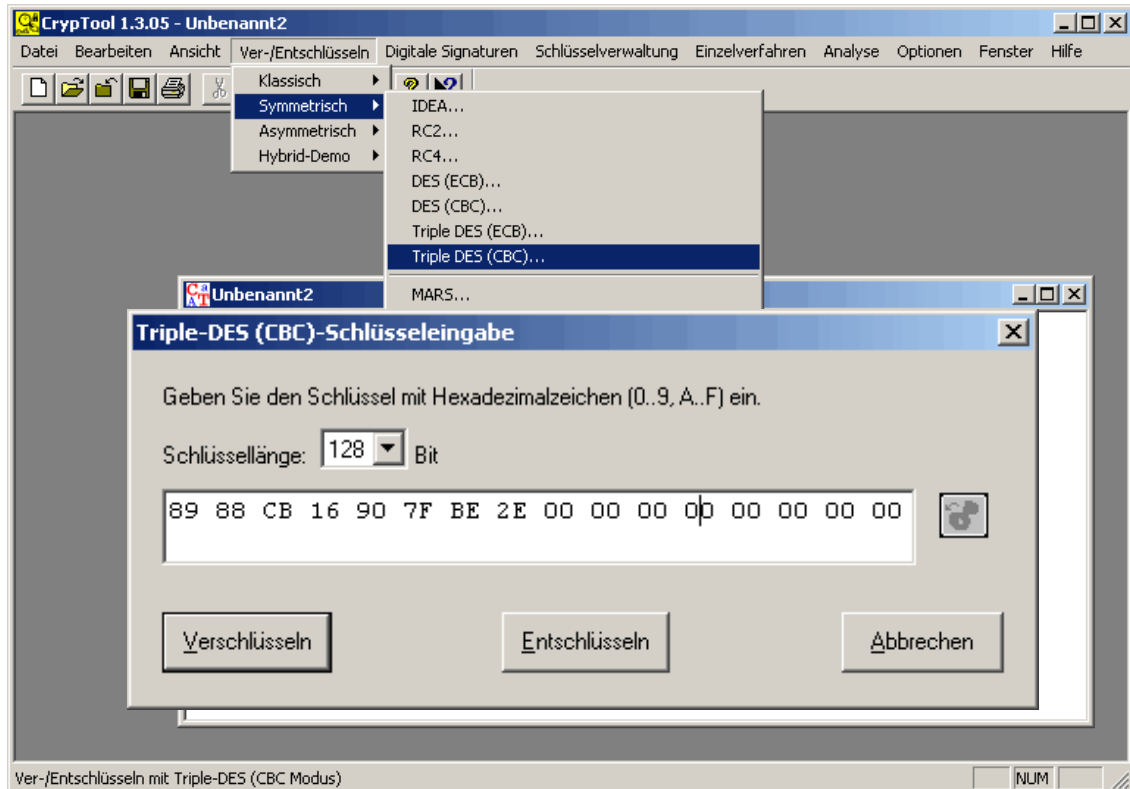 CrypTool 1.3.05 - Unbenannt2
Datei Bearbeiten Ansicht Ver-/Entschlüsseln Digitale Signaturen Schlüsselverwaltung Einzelverfahren Analyse Optionen Fenster Hilfe
Klassisch
Symmetrisch
Asymmetrisch
Hybrid-Demo
IDEA...
RC2...
RC4...
DES (ECB)...
DES (CBC)...
Triple DES (ECB)...
Triple DES (CBC)...
MARS...
Unbenannt2
Triple-DES (CBC)-Schlüsseleingabe
Geben Sie den Schlüssel mit Hexadezimalzeichen (0..9, A..F) ein.
Schlüssellänge: 128 Bit
89 88 CB 16 90 7F BE 2E 00 00 00 00 00 00 00 00
Verschlüsseln Entschlüsseln Abbrechen
Ver-/Entschlüsseln mit Triple-DES (CBC Modus) NUM